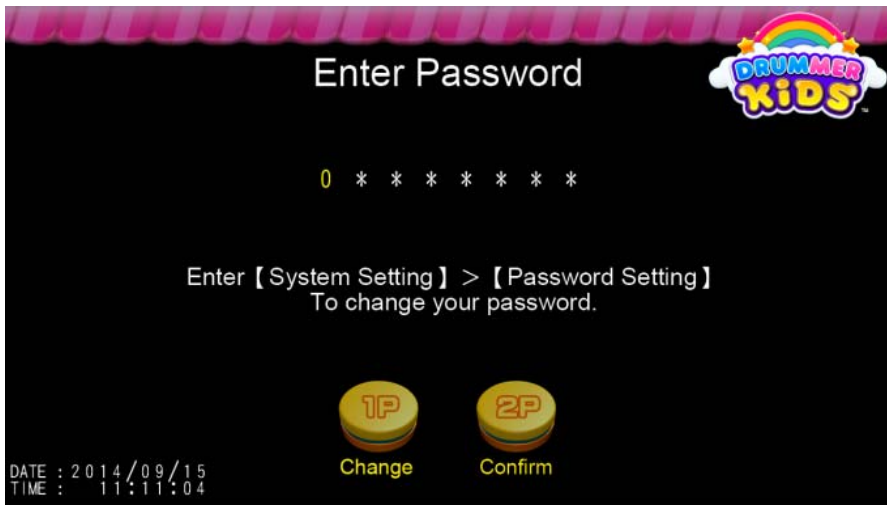 Enter Password
DRUMMER
KiDS™
0 * * * * * * *
Enter【System Setting】>【Password Setting】
To change your password.
1P
2P
Change
Confirm
DATE : 2014/09/15
TIME : 11:11:04